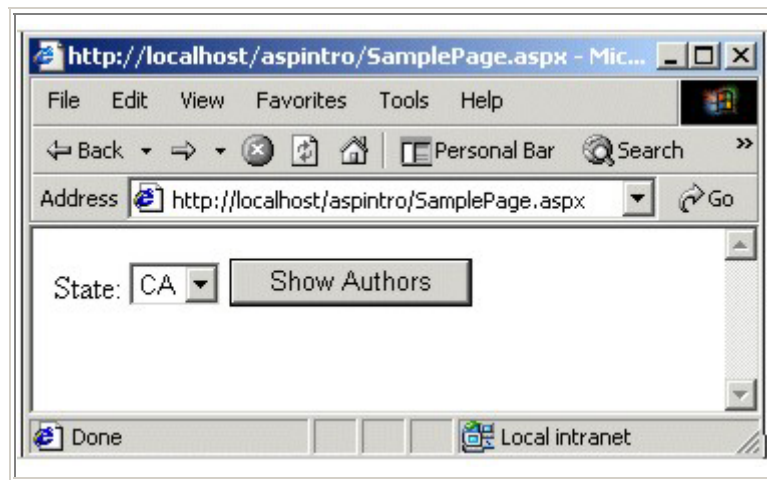 http://localhost/aspintro/SamplePage.aspx - Mic...
File Edit View Favorites Tools Help
Back Personal Bar Search »
Address http://localhost/aspintro/SamplePage.aspx Go
State: CA Show Authors
Done Local intranet